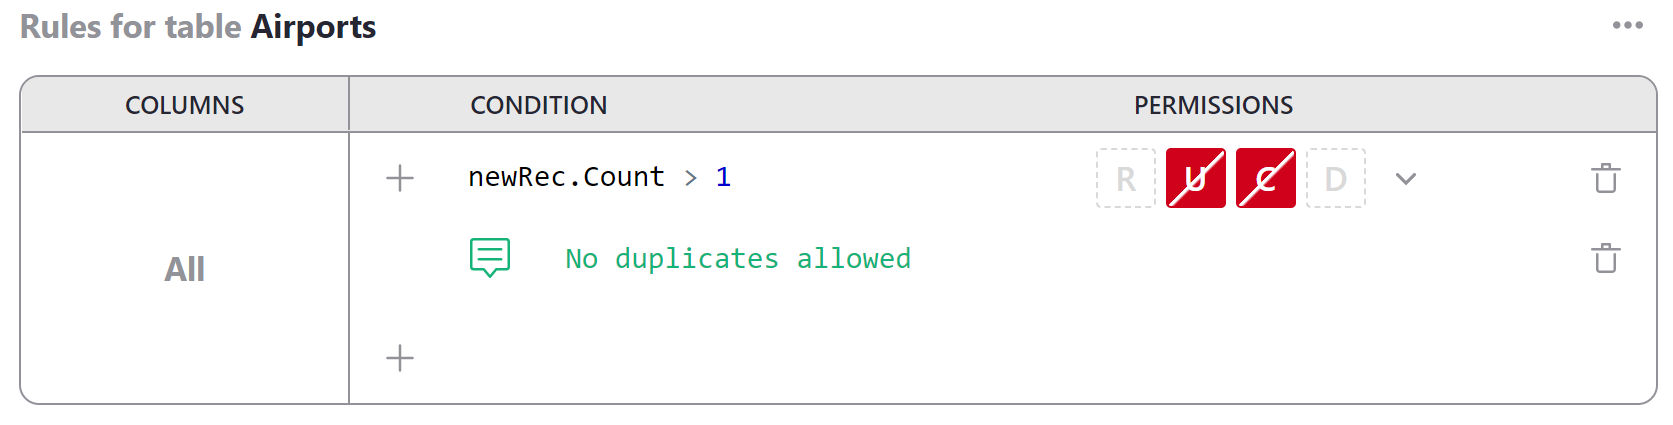 Rules for table Airports
COLUMNS CONDITION PERMISSIONS
All
newRec.Count > 1 R U C D
No duplicates allowed